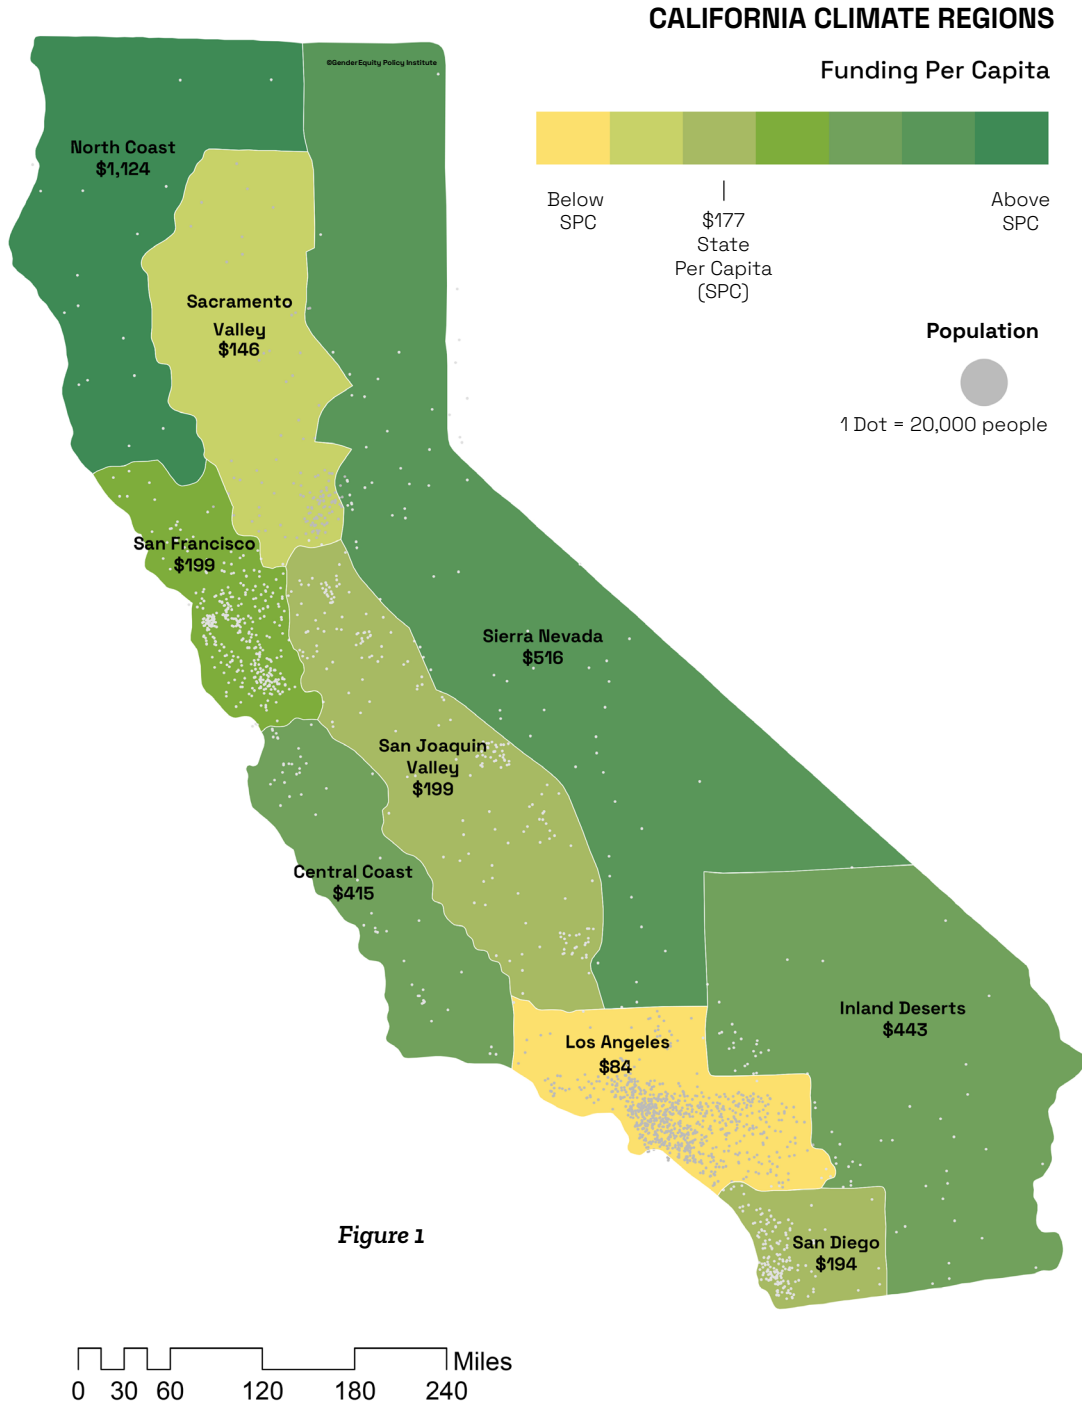 CALIFORNIA CLIMATE REGIONS
Funding Per Capita
Below
SPC
$177
State
Per Capita
(SPC)
Above
SPC
Population
1 Dot = 20,000 people
©Gender Equity Policy Institute
North Coast
$1,124
Sacramento
Valley
$146
San Francisco
$199
Sierra Nevada
$516
San Joaquin
Valley
$199
Central Coast
$415
Inland Deserts
$443
Los Angeles
$84
San Diego
$194
Figure 1
Miles
0 30 60 120 180 240